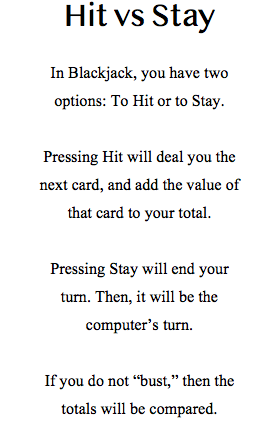 Hit vs Stay
In Blackjack, you have two
options: To Hit or to Stay.
Pressing Hit will deal you the
next card, and add the value of
that card to your total.
Pressing Stay will end your
turn. Then, it will be the
computer’s turn.
If you do not “bust,” then the
totals will be compared.